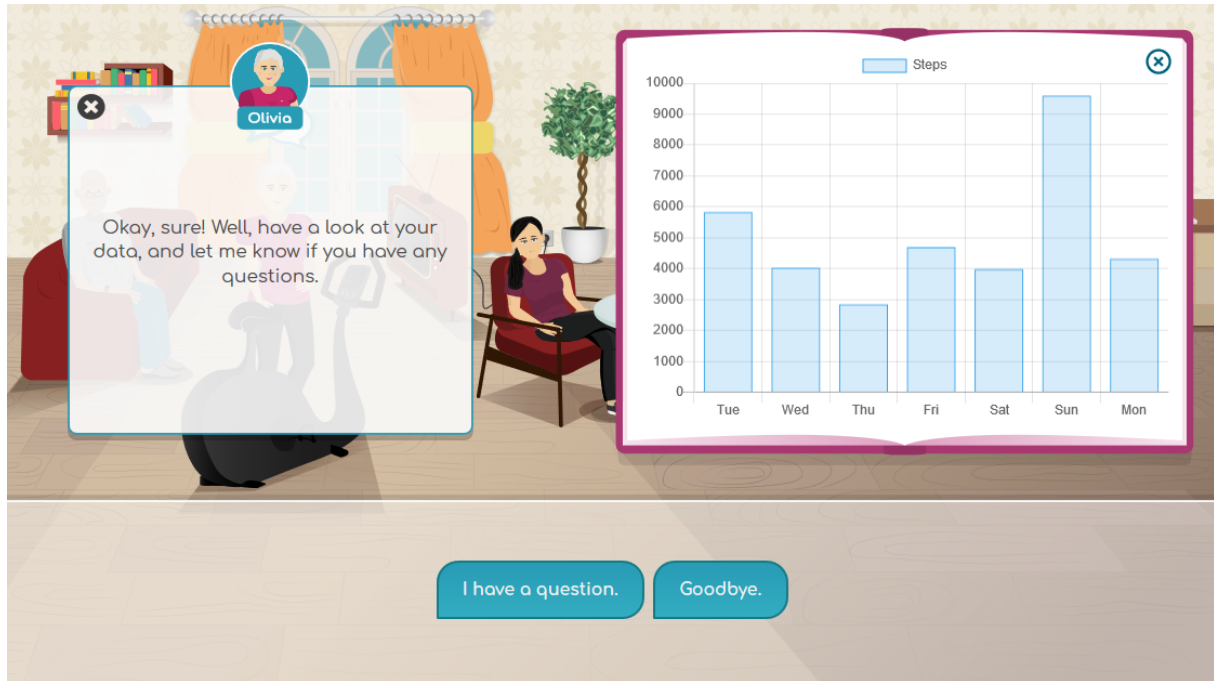 Olivia
Okay, sure! Well, have a look at your
data, and let me know if you have any
questions.
Steps
10000
9000
8000
7000
6000
5000
4000
3000
2000
1000
0
Tue Wed Thu Fri Sat Sun Mon
I have a question.
Goodbye.